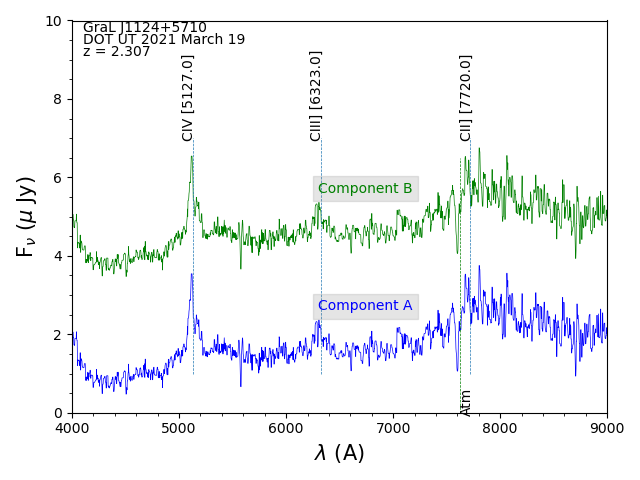 GraL J1124+5710
DOT UT 2021 March 19
z = 2.307
CIV [5127.0]
CIII] [6323.0]
CII] [7720.0]
Component B
Component A
Atm
10
8
6
4
2
0
4000 5000 6000 7000 8000 9000
Fν (μ Jy)
λ (A)